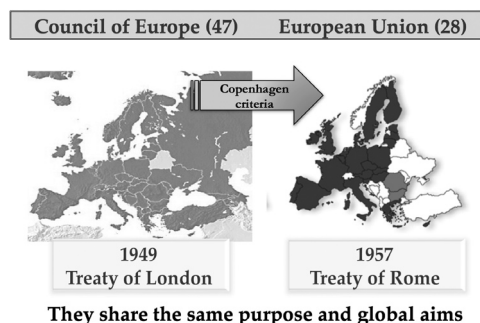 Council of Europe (47) European Union (28)
Copenhagen
criteria
1949
Treaty of London
1957
Treaty of Rome
They share the same purpose and global aims